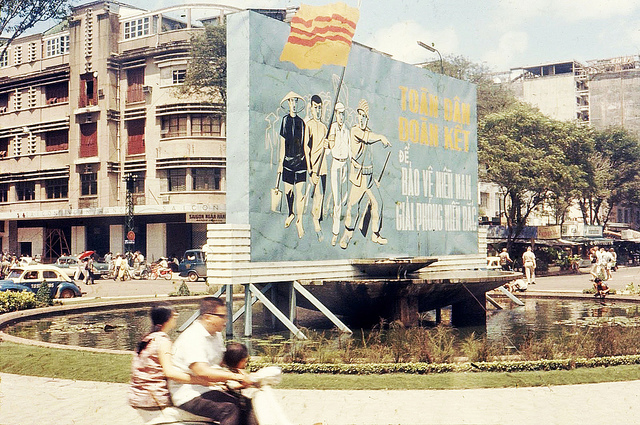 TOÀN DÂN
ĐOÀN KẾT
ĐỂ
BẢO VỆ MIỀN NAM
GIẢI PHÓNG MIỀN BẮC